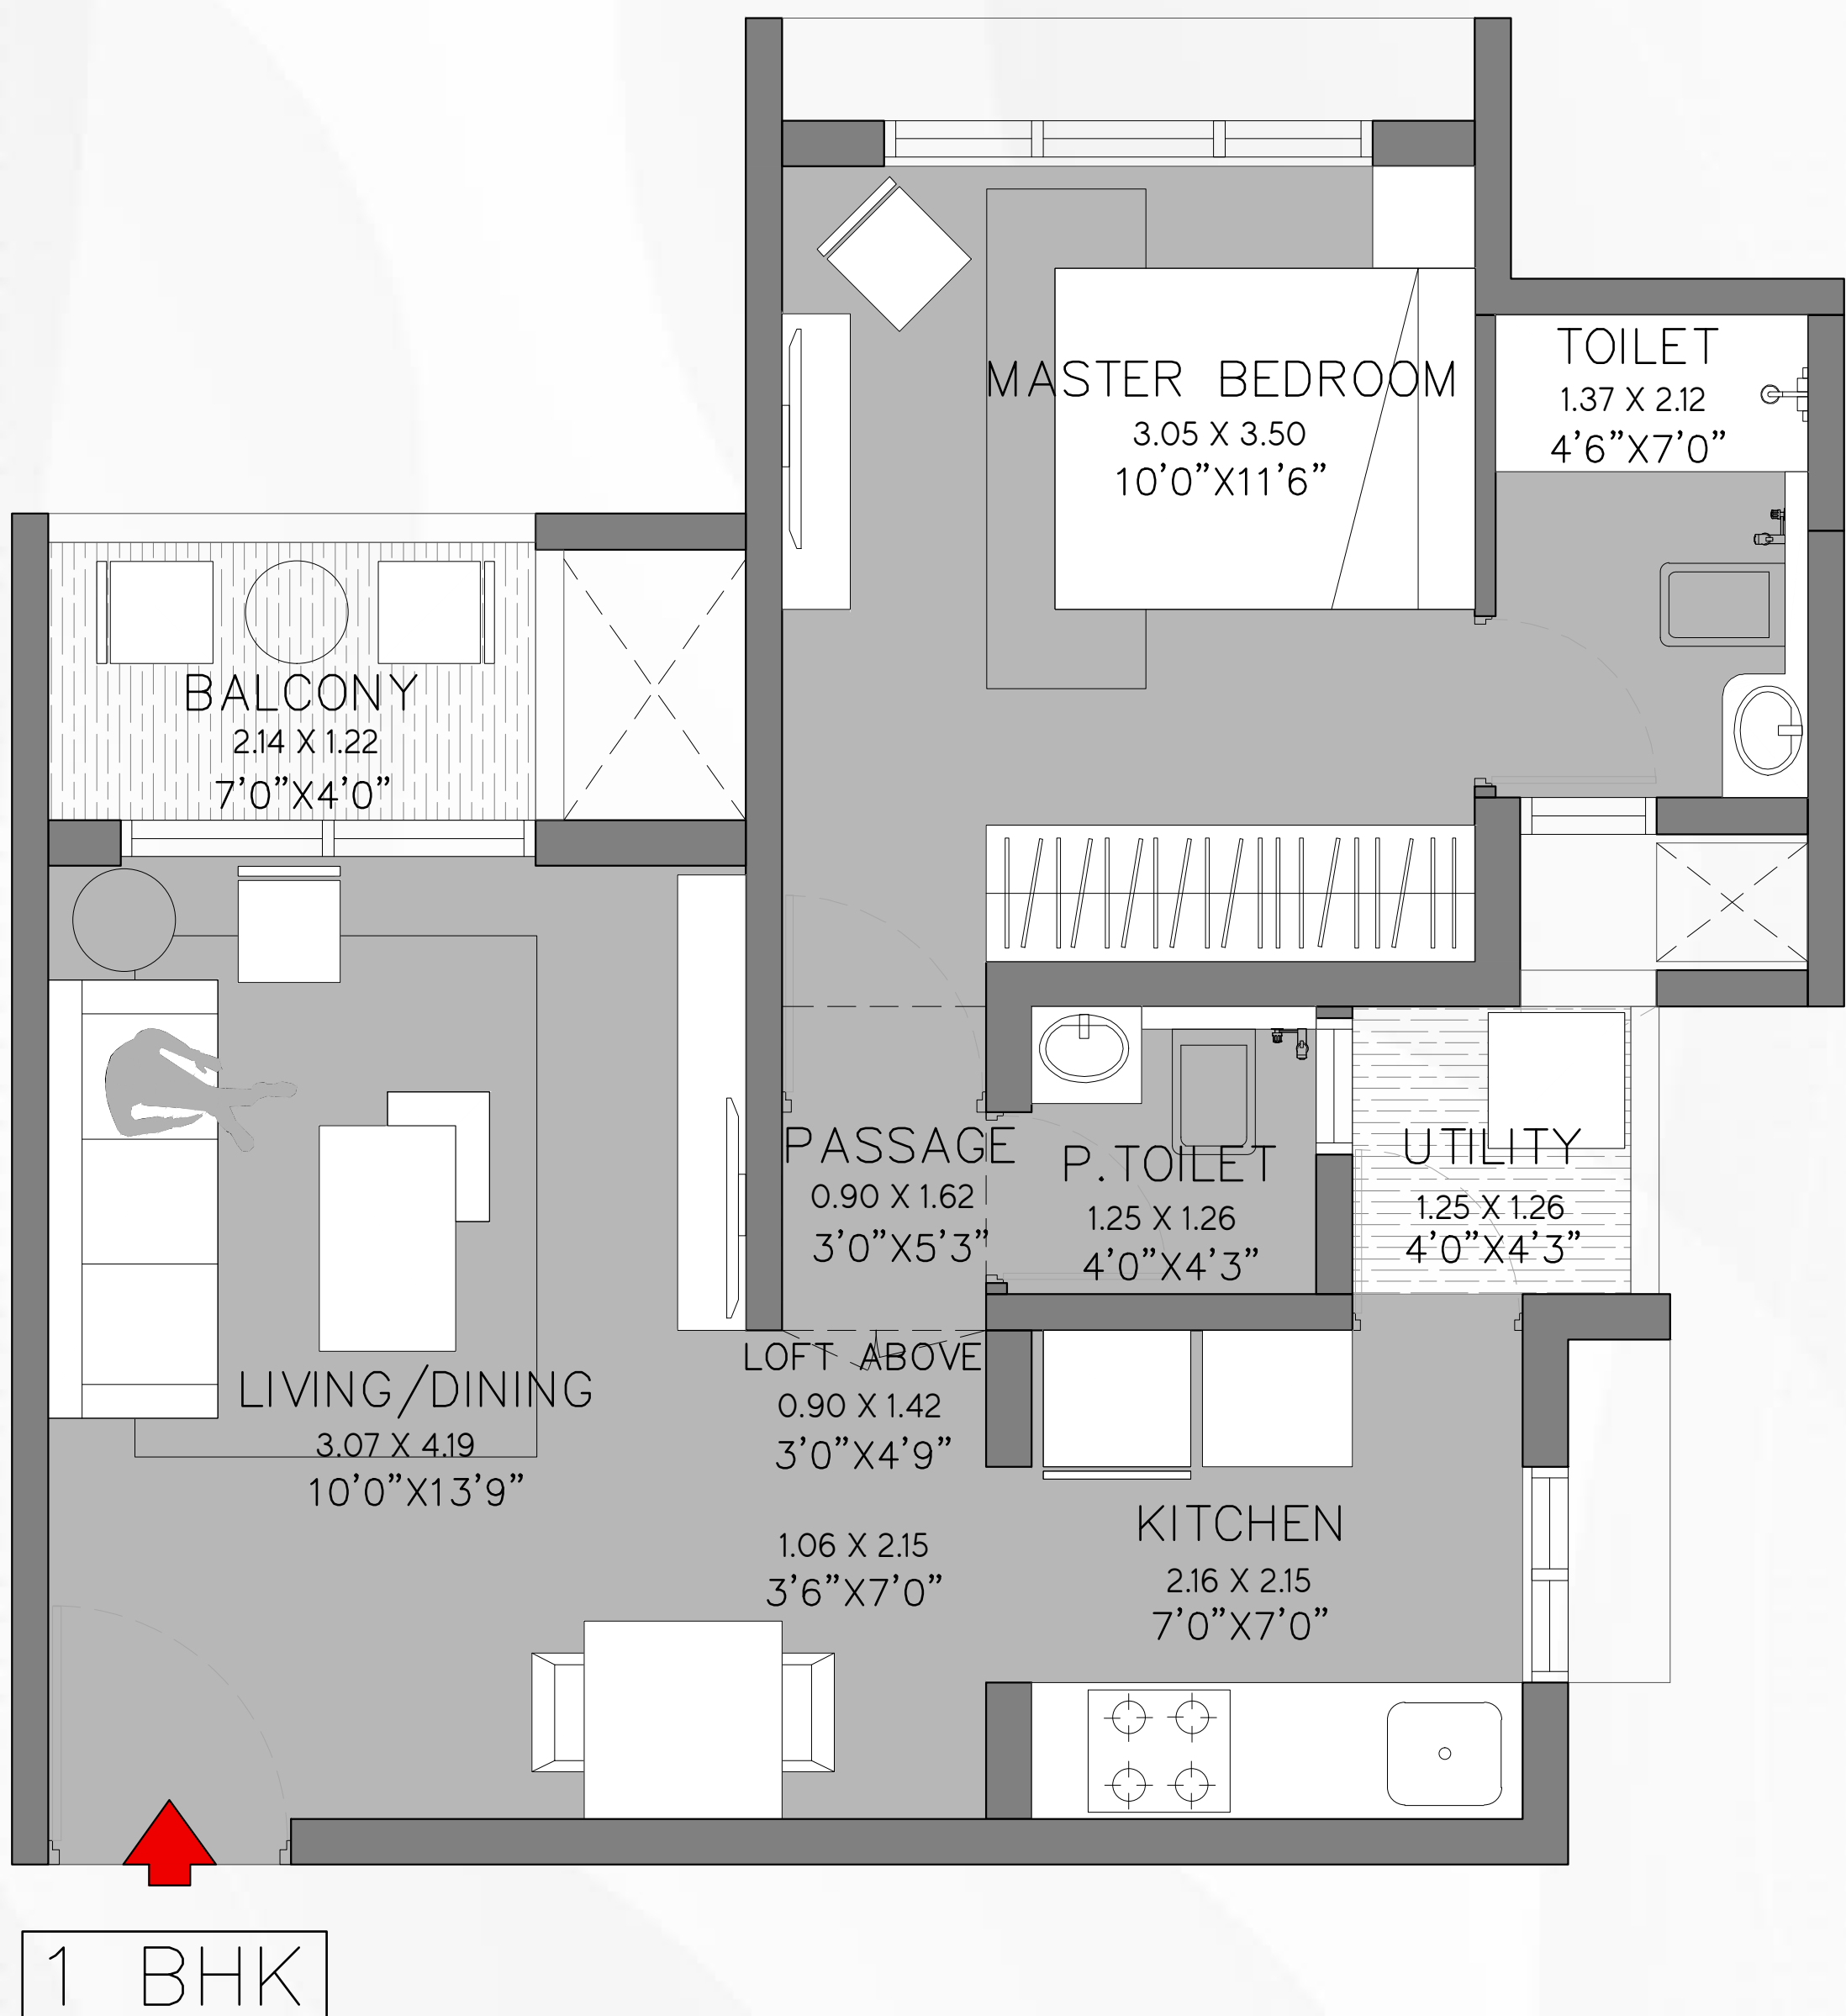 MASTER BEDROOM
3.05 X 3.50
10'0"X11'6"
TOILET
1.37 X 2.12
4'6"X7'0"
BALCONY
2.14 X 1.22
7'0"X4'0"
PASSAGE
0.90 X 1.62
3'0"X5'3"
P.TOILET
1.25 X 1.26
4'0"X4'3"
UTILITY
1.25 X 1.26
4'0"X4'3"
LIVING/DINING
3.07 X 4.19
10'0"X13'9"
LOFT ABOVE
0.90 X 1.42
3'0"X4'9"
1.06 X 2.15
3'6"X7'0"
KITCHEN
2.16 X 2.15
7'0"X7'0"
1 BHK